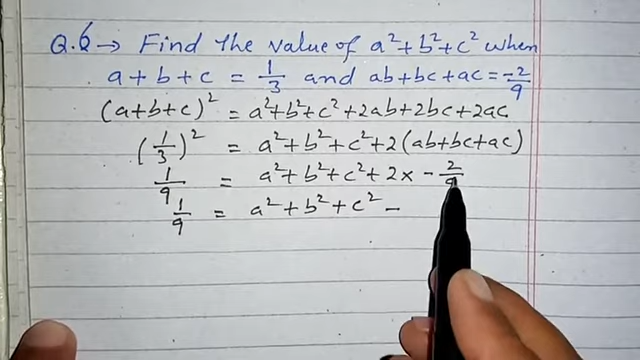 Q.6→ Find the value of a²+b²+c² when
a+b+c = 1/3 and ab+bc+ac = -2/9
(a+b+c)² = a²+b²+c²+2ab+2bc+2ac
(1/3)² = a²+b²+c²+2(ab+bc+ac)
1/9 = a²+b²+c²+2x -2/9
1/9 = a²+b²+c² -